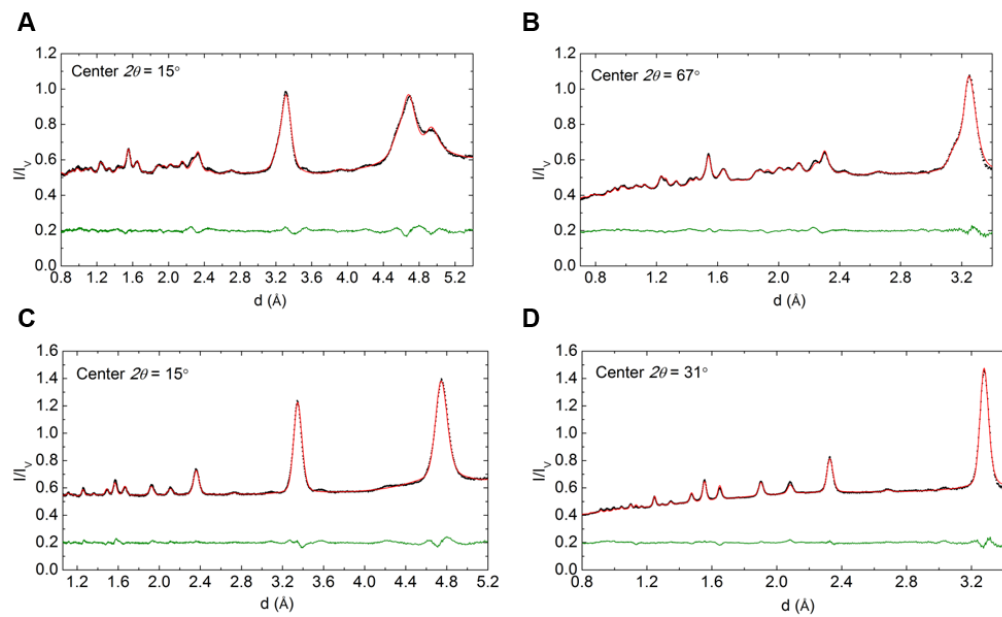 A
1.2
1.0
0.8
0.6
0.4
0.2
0.0
I/I_V
Center 2θ = 15°
0.8 1.2 1.6 2.0 2.4 2.8 3.2 3.6 4.0 4.4 4.8 5.2
d (Å)
B
1.2
1.0
0.8
0.6
0.4
0.2
0.0
I/I_V
Center 2θ = 67°
0.8 1.2 1.6 2.0 2.4 2.8 3.2
d (Å)
C
1.6
1.4
1.2
1.0
0.8
0.6
0.4
0.2
0.0
I/I_V
Center 2θ = 15°
1.2 1.6 2.0 2.4 2.8 3.2 3.6 4.0 4.4 4.8 5.2
d (Å)
D
1.6
1.4
1.2
1.0
0.8
0.6
0.4
0.2
0.0
I/I_V
Center 2θ = 31°
0.8 1.2 1.6 2.0 2.4 2.8 3.2
d (Å)